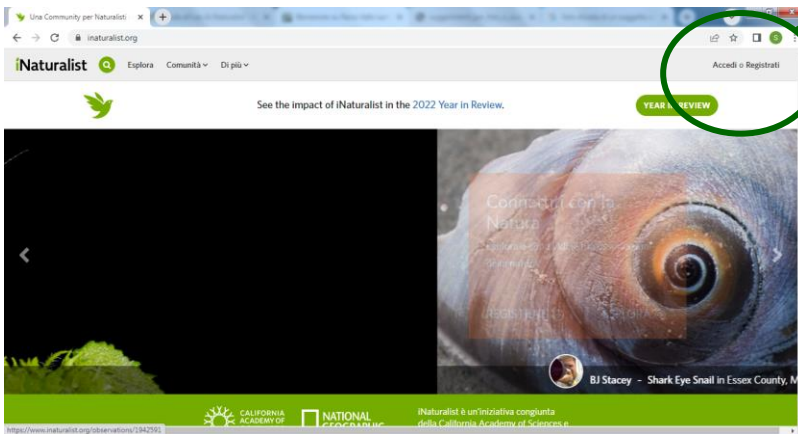 Una Community per Naturalisti
inaturalist.org
S
iNaturalist
Esplora
Comunità
Di più
Accedi o Registrati
See the impact of iNaturalist in the 2022 Year in Review.
YEAR IN REVIEW
Connettiti con la
Natura
BJ Stacey - Shark Eye Snail in Essex County, M
CALIFORNIA
ACADEMY OF
NATIONAL
GEOGRAPHIC
iNaturalist è un'iniziativa congiunta
della California Academy of Sciences e
https://www.inaturalist.org/observations/1942591